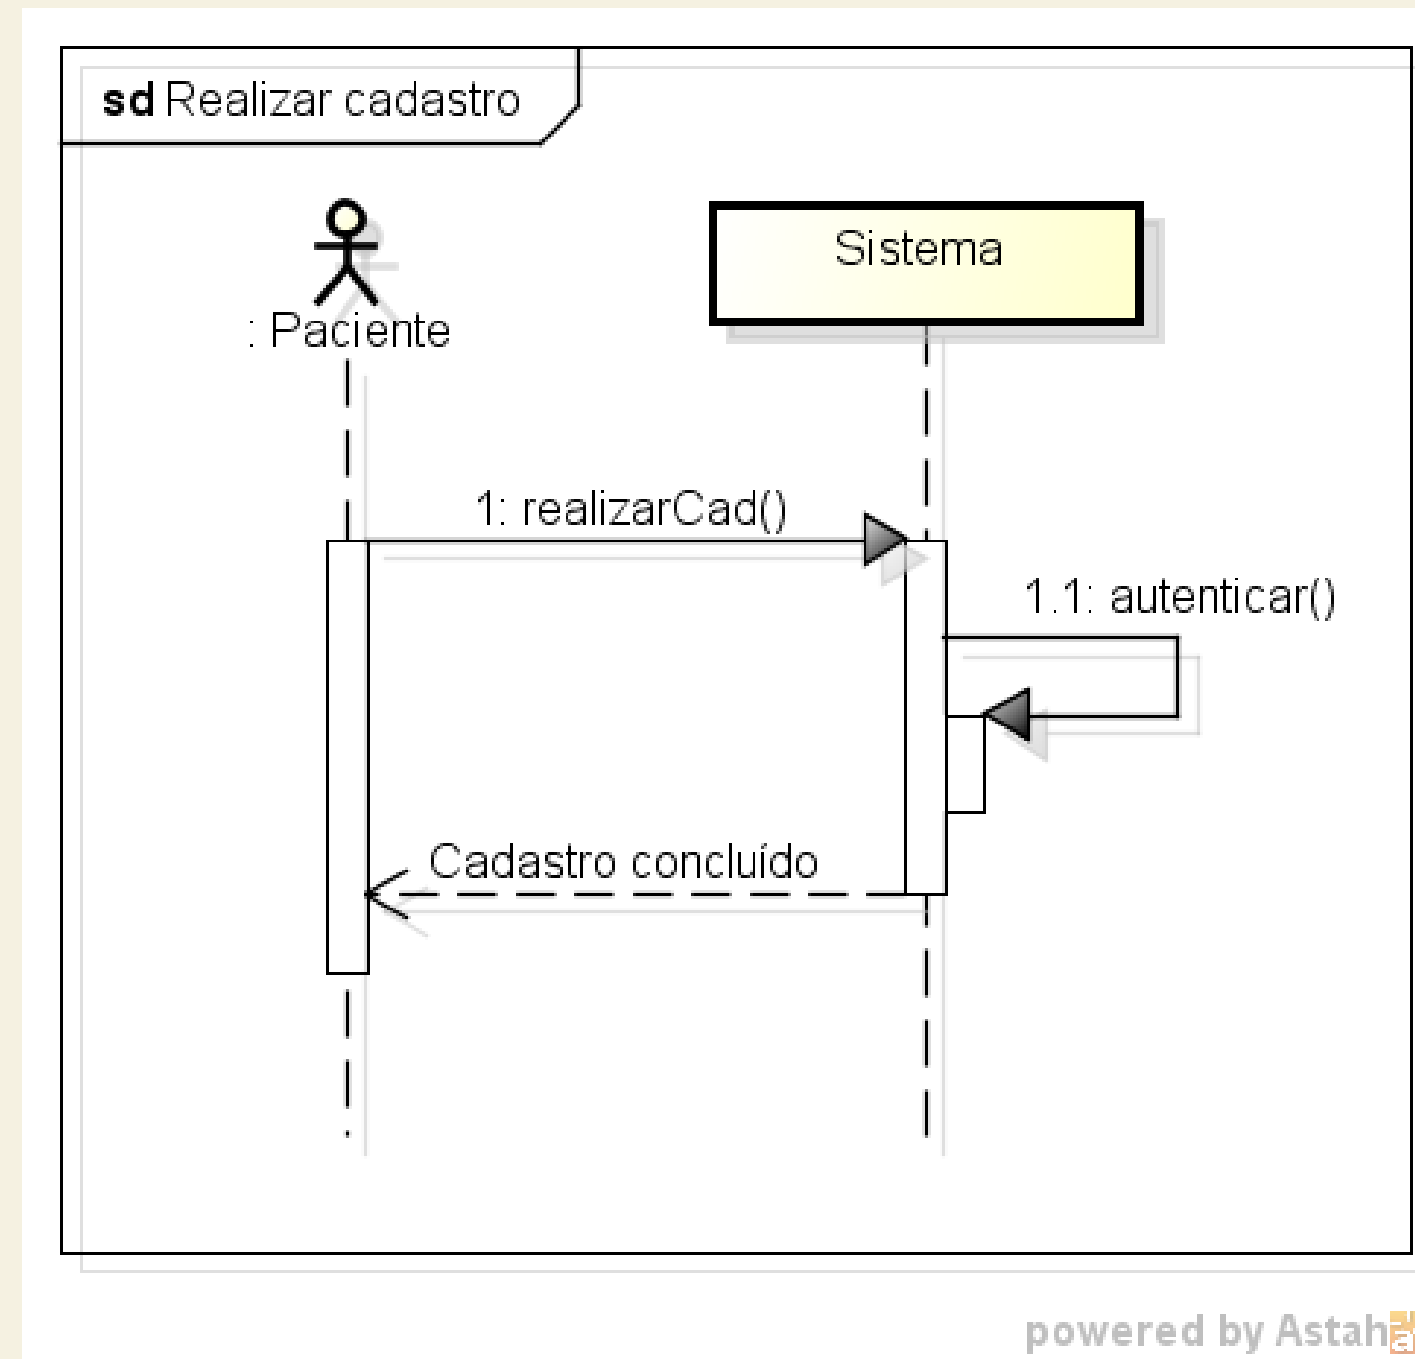 sd Realizar cadastro
Sistema
: Paciente
1: realizarCad()
1.1: autenticar()
Cadastro concluído
powered by Astah